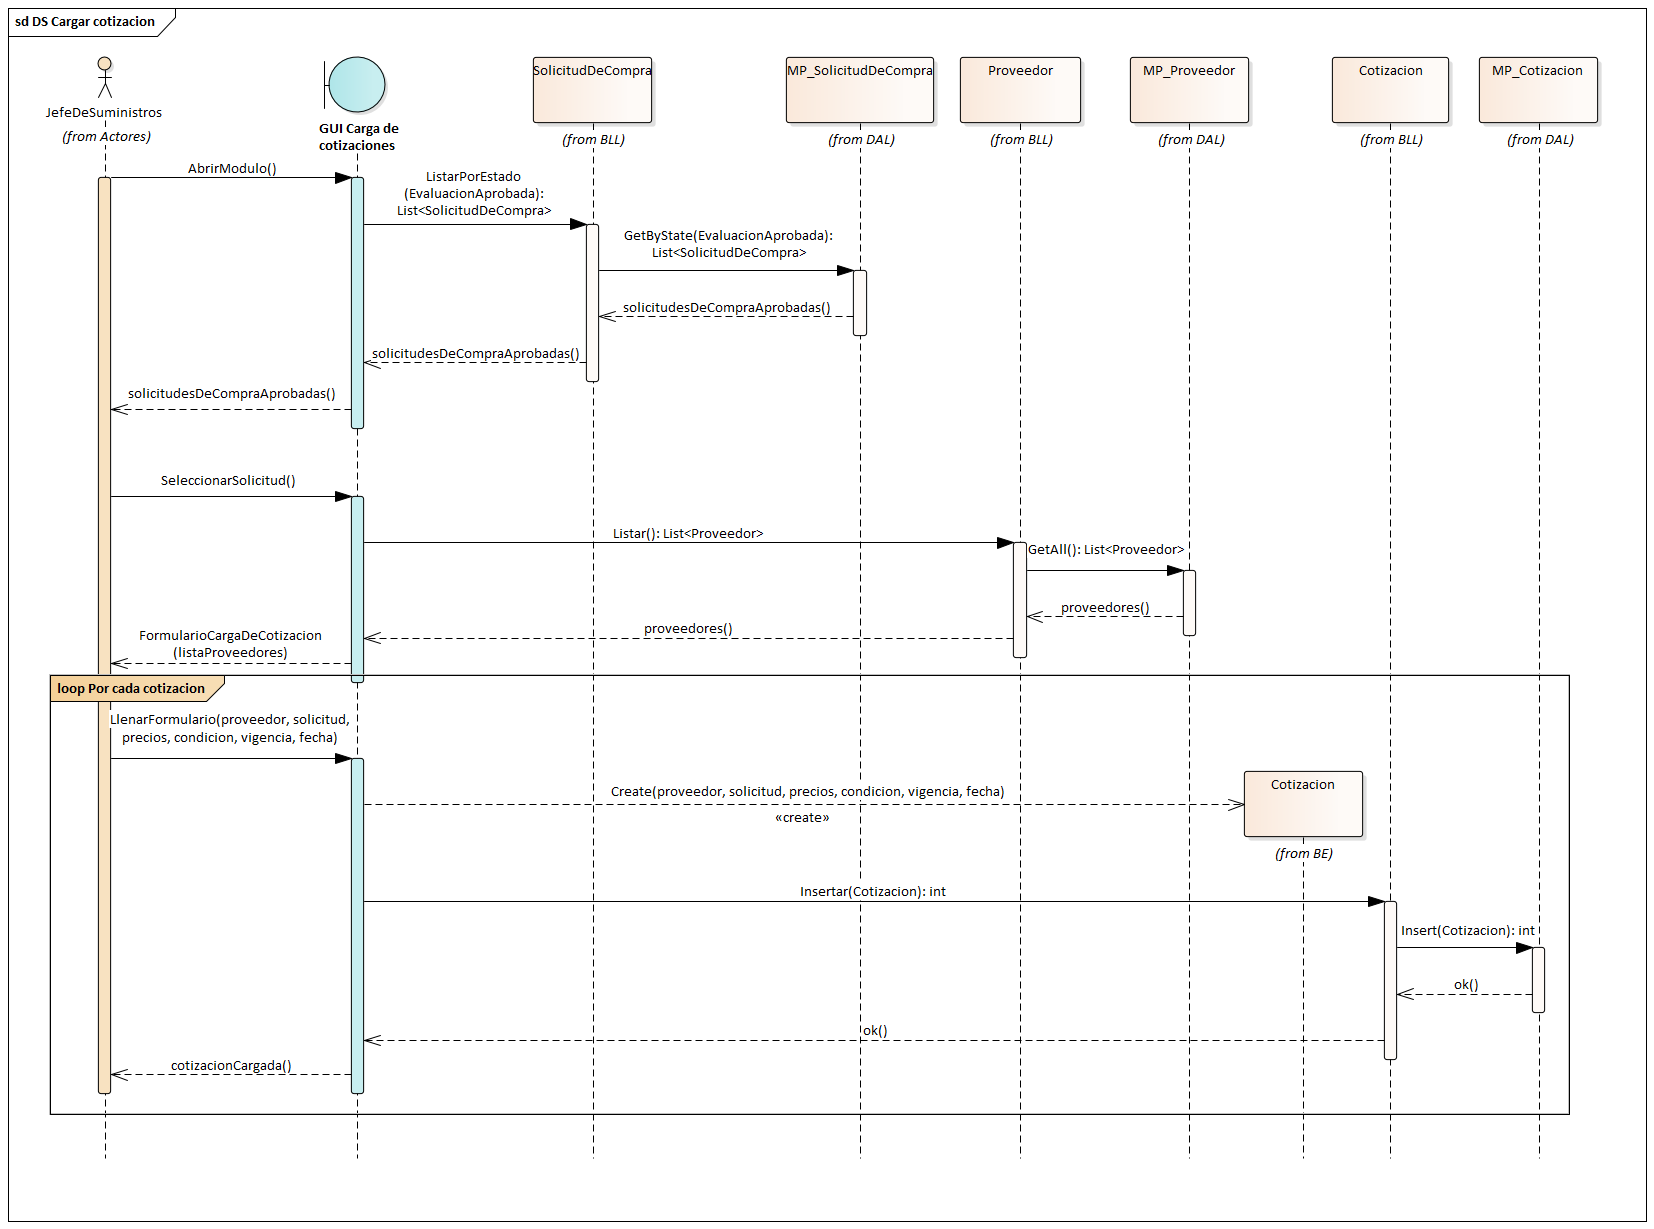 sd DS Cargar cotizacion
JefeDeSuministros
(from Actores)
GUI Carga de
cotizaciones
SolicitudDeCompra
(from BLL)
MP_SolicitudDeCompra
(from DAL)
Proveedor
(from BLL)
MP_Proveedor
(from DAL)
Cotizacion
(from BLL)
MP_Cotizacion
(from DAL)
AbrirModulo()
ListarPorEstado
(EvaluacionAprobada):
List<SolicitudDeCompra>
GetByState(EvaluacionAprobada):
List<SolicitudDeCompra>
solicitudesDeCompraAprobadas()
solicitudesDeCompraAprobadas()
solicitudesDeCompraAprobadas()
SeleccionarSolicitud()
Listar(): List<Proveedor>
GetAll(): List<Proveedor>
proveedores()
proveedores()
FormularioCargaDeCotizacion
(listaProveedores)
loop Por cada cotizacion
LlenarFormulario(proveedor, solicitud,
precios, condicion, vigencia, fecha)
Create(proveedor, solicitud, precios, condicion, vigencia, fecha)
«create»
Cotizacion
(from BE)
Insertar(Cotizacion): int
Insert(Cotizacion): int
ok()
ok()
cotizacionCargada()